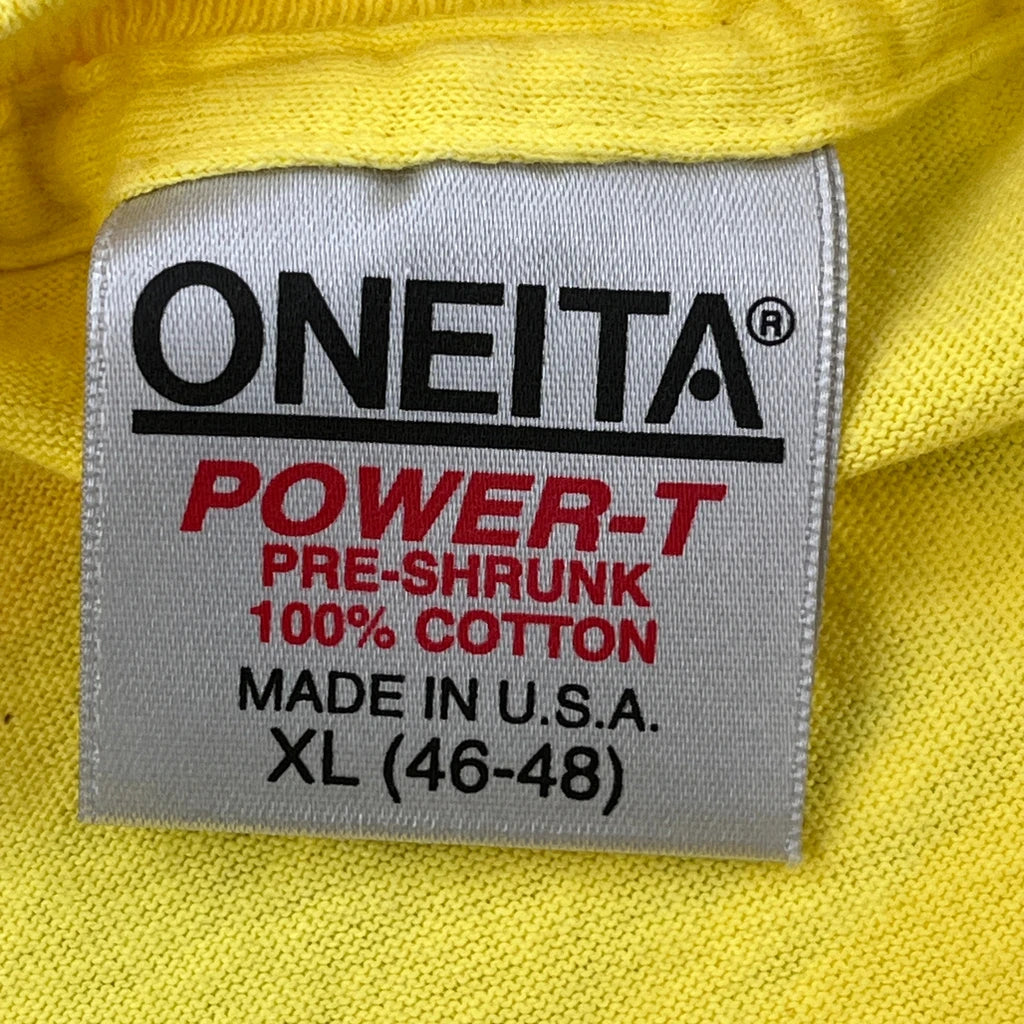 ONEITA®
POWER-T
PRE-SHRUNK
100% COTTON
MADE IN U.S.A.
XL (46-48)